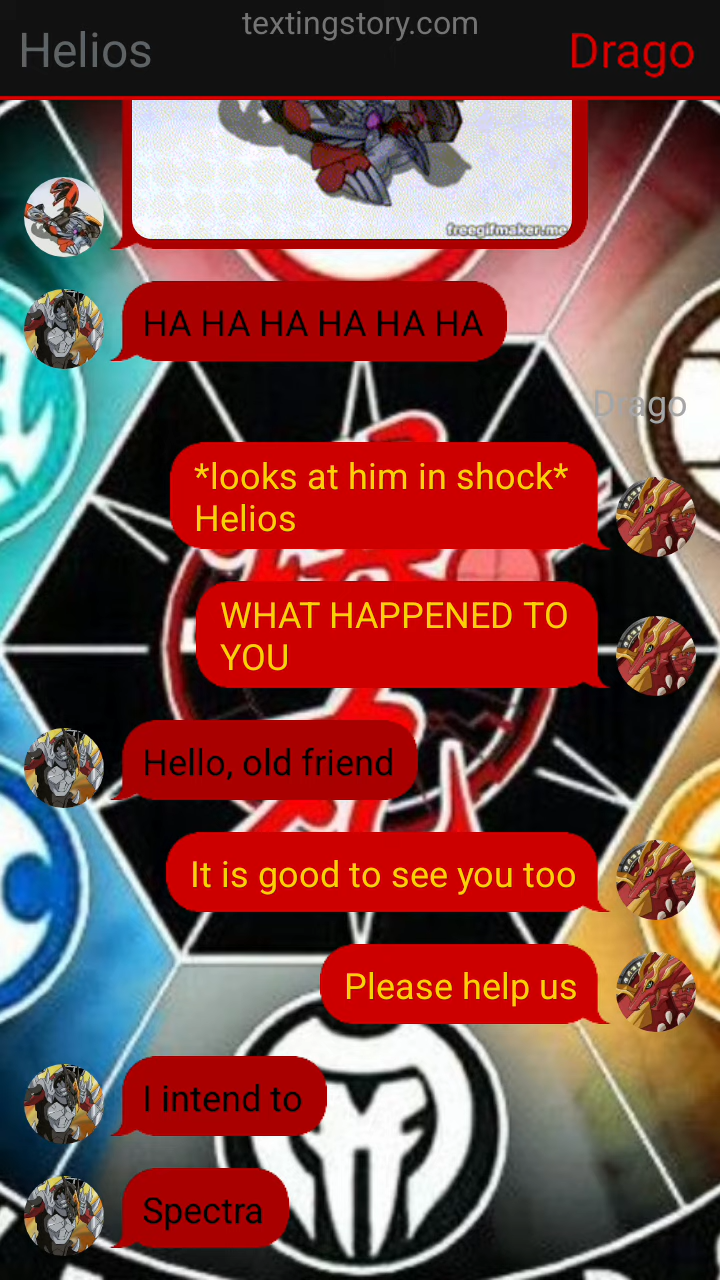 textingstory.com
Helios
Drago
freegifmaker.me
HA HA HA HA HA HA
Drago
*looks at him in shock*
Helios
WHAT HAPPENED TO
YOU
Hello, old friend
It is good to see you too
Please help us
I intend to
Spectra